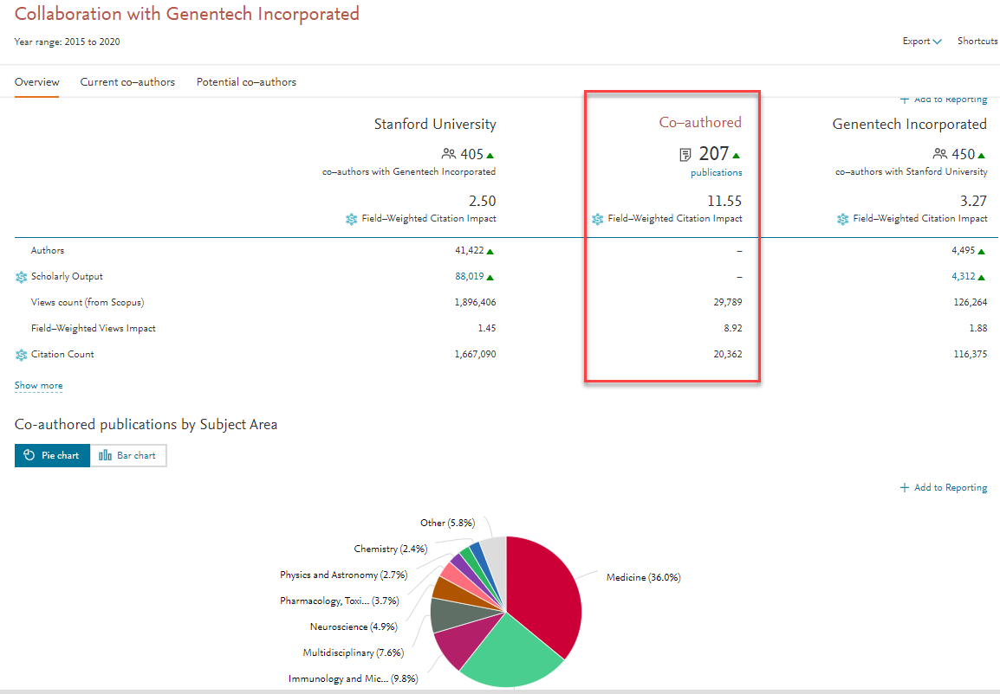 Collaboration with Genentech Incorporated
Year range: 2015 to 2020
Export Shortcuts
Overview Current co–authors Potential co–authors
+ Add to Reporting
Stanford University Co–authored Genentech Incorporated
405 207 450
co–authors with Genentech Incorporated publications co–authors with Stanford University
2.50 11.55 3.27
Field–Weighted Citation Impact Field–Weighted Citation Impact Field–Weighted Citation Impact
Authors 41,422 – 4,495
Scholarly Output 88,019 – 4,312
Views count (from Scopus) 1,896,406 29,789 126,264
Field–Weighted Views Impact 1.45 8.92 1.88
Citation Count 1,667,090 20,362 116,375
Show more
Co-authored publications by Subject Area
Pie chart Bar chart
+ Add to Reporting
Other (5.8%)
Chemistry (2.4%)
Physics and Astronomy (2.7%) Medicine (36.0%)
Pharmacology, Toxi... (3.7%)
Neuroscience (4.9%)
Multidisciplinary (7.6%)
Immunology and Mic... (9.8%)